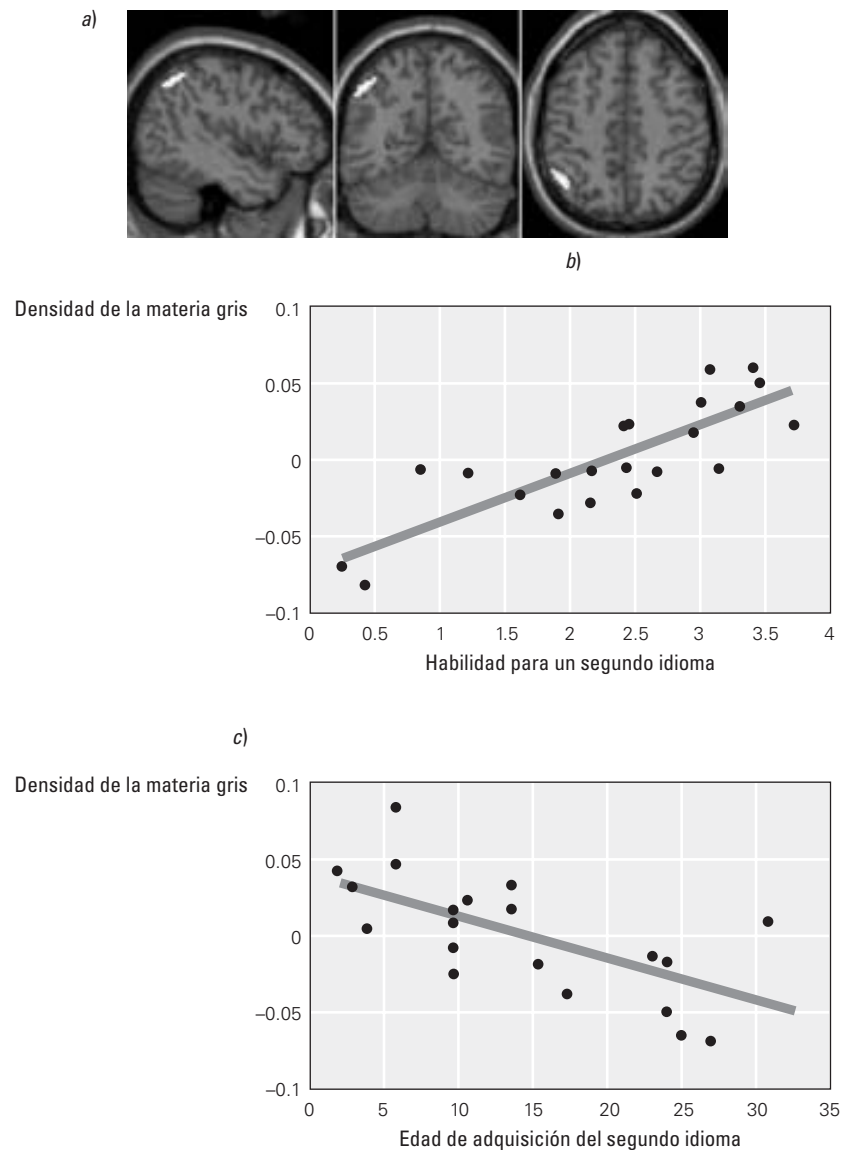 a)
b)
Densidad de la materia gris
0.1
0.05
0
–0.05
–0.1
0 0.5 1 1.5 2 2.5 3 3.5 4
Habilidad para un segundo idioma
c)
Densidad de la materia gris
0.1
0.05
0
–0.05
–0.1
0 5 10 15 20 25 30 35
Edad de adquisición del segundo idioma